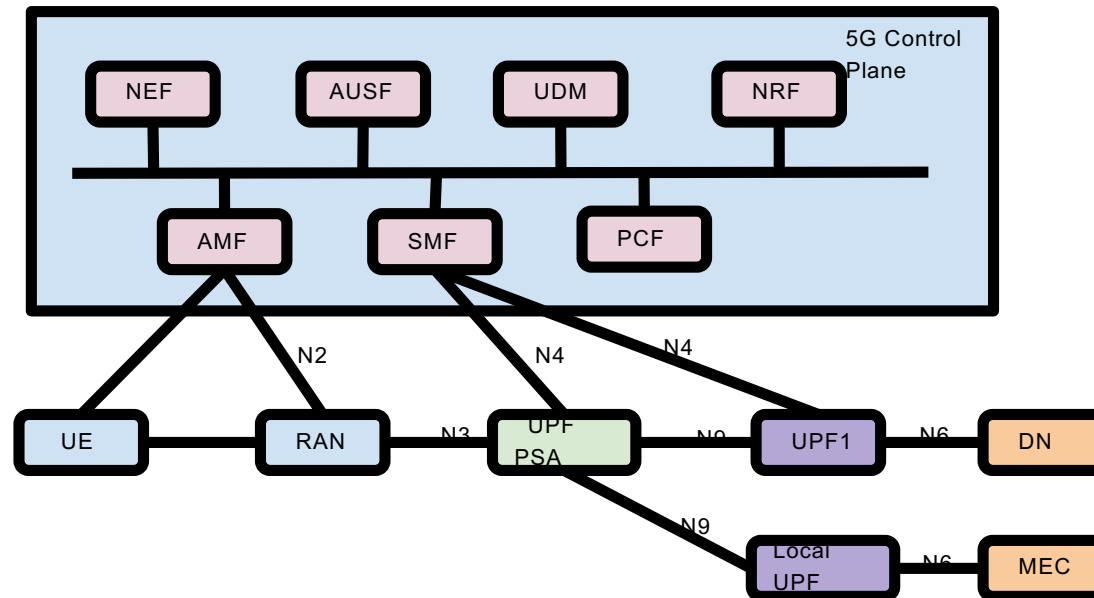 5G Control
Plane
NEF
AUSF
UDM
NRF
AMF
SMF
PCF
N2
N4
N4
UE
RAN
N3
UPF
PSA
N9
UPF1
N6
DN
N9
Local
UPF
N6
MEC